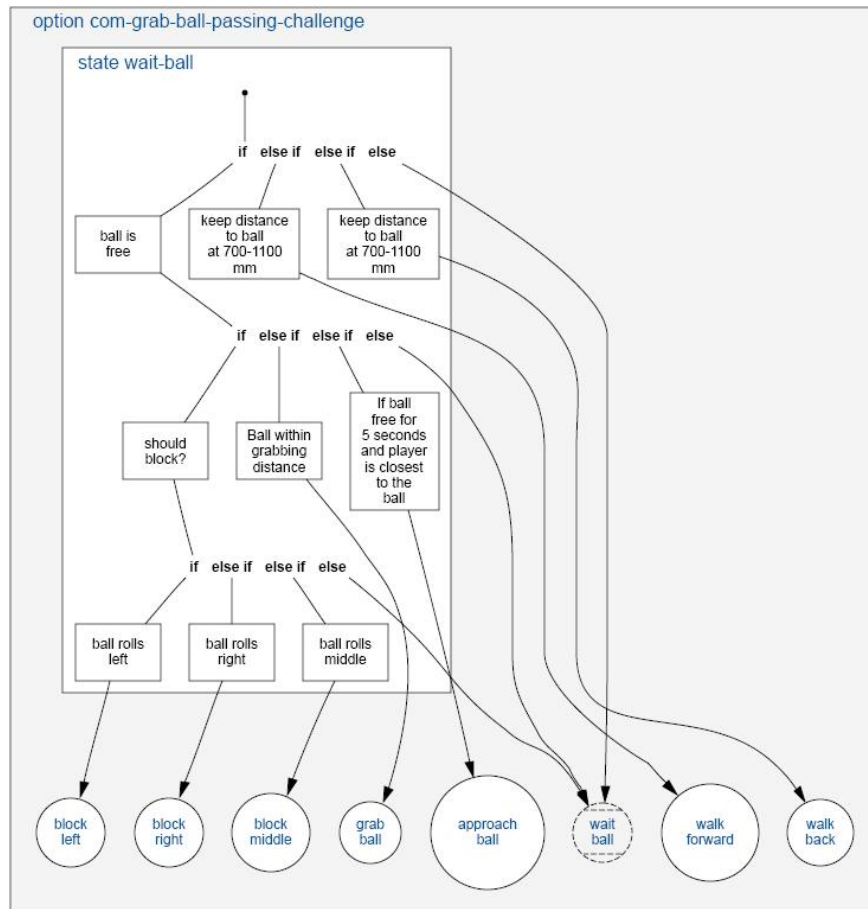 option com-grab-ball-passing-challenge
state wait-ball
if else if else if else
ball is
free
keep distance
to ball
at 700-1100
mm
keep distance
to ball
at 700-1100
mm
if else if else if else
should
block?
Ball within
grabbing
distance
If ball
free for
5 seconds
and player
is closest
to the
ball
if else if else if else
ball rolls
left
ball rolls
right
ball rolls
middle
block
left
block
right
block
middle
grab
ball
approach
ball
wait
ball
walk
forward
walk
back